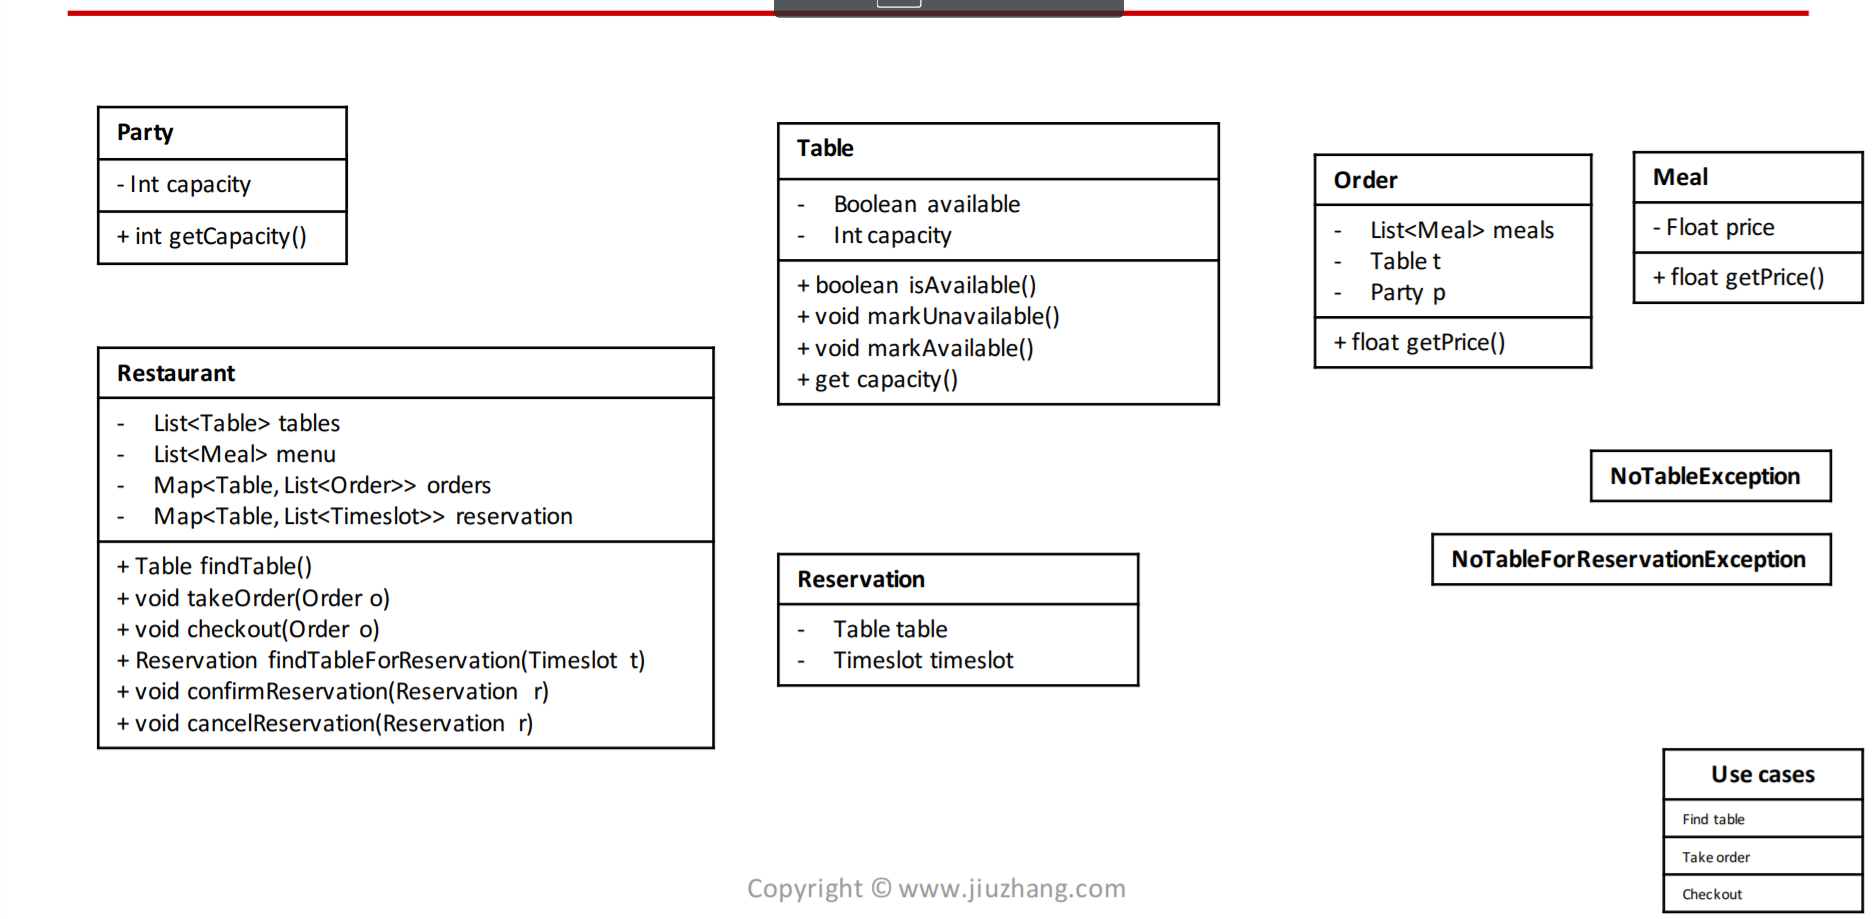 Party
- Int capacity
+ int getCapacity()
Restaurant
- List<Table> tables
- List<Meal> menu
- Map<Table, List<Order>> orders
- Map<Table, List<Timeslot>> reservation
+ Table findTable()
+ void takeOrder(Order o)
+ void checkout(Order o)
+ Reservation findTableForReservation(Timeslot t)
+ void confirmReservation(Reservation r)
+ void cancelReservation(Reservation r)
Table
- Boolean available
- Int capacity
+ boolean isAvailable()
+ void markUnavailable()
+ void markAvailable()
+ get capacity()
Reservation
- Table table
- Timeslot timeslot
Order
- List<Meal> meals
- Table t
- Party p
+ float getPrice()
Meal
- Float price
+ float getPrice()
NoTableException
NoTableForReservationException
Use cases
Find table
Take order
Checkout
Copyright © www.jiuzhang.com